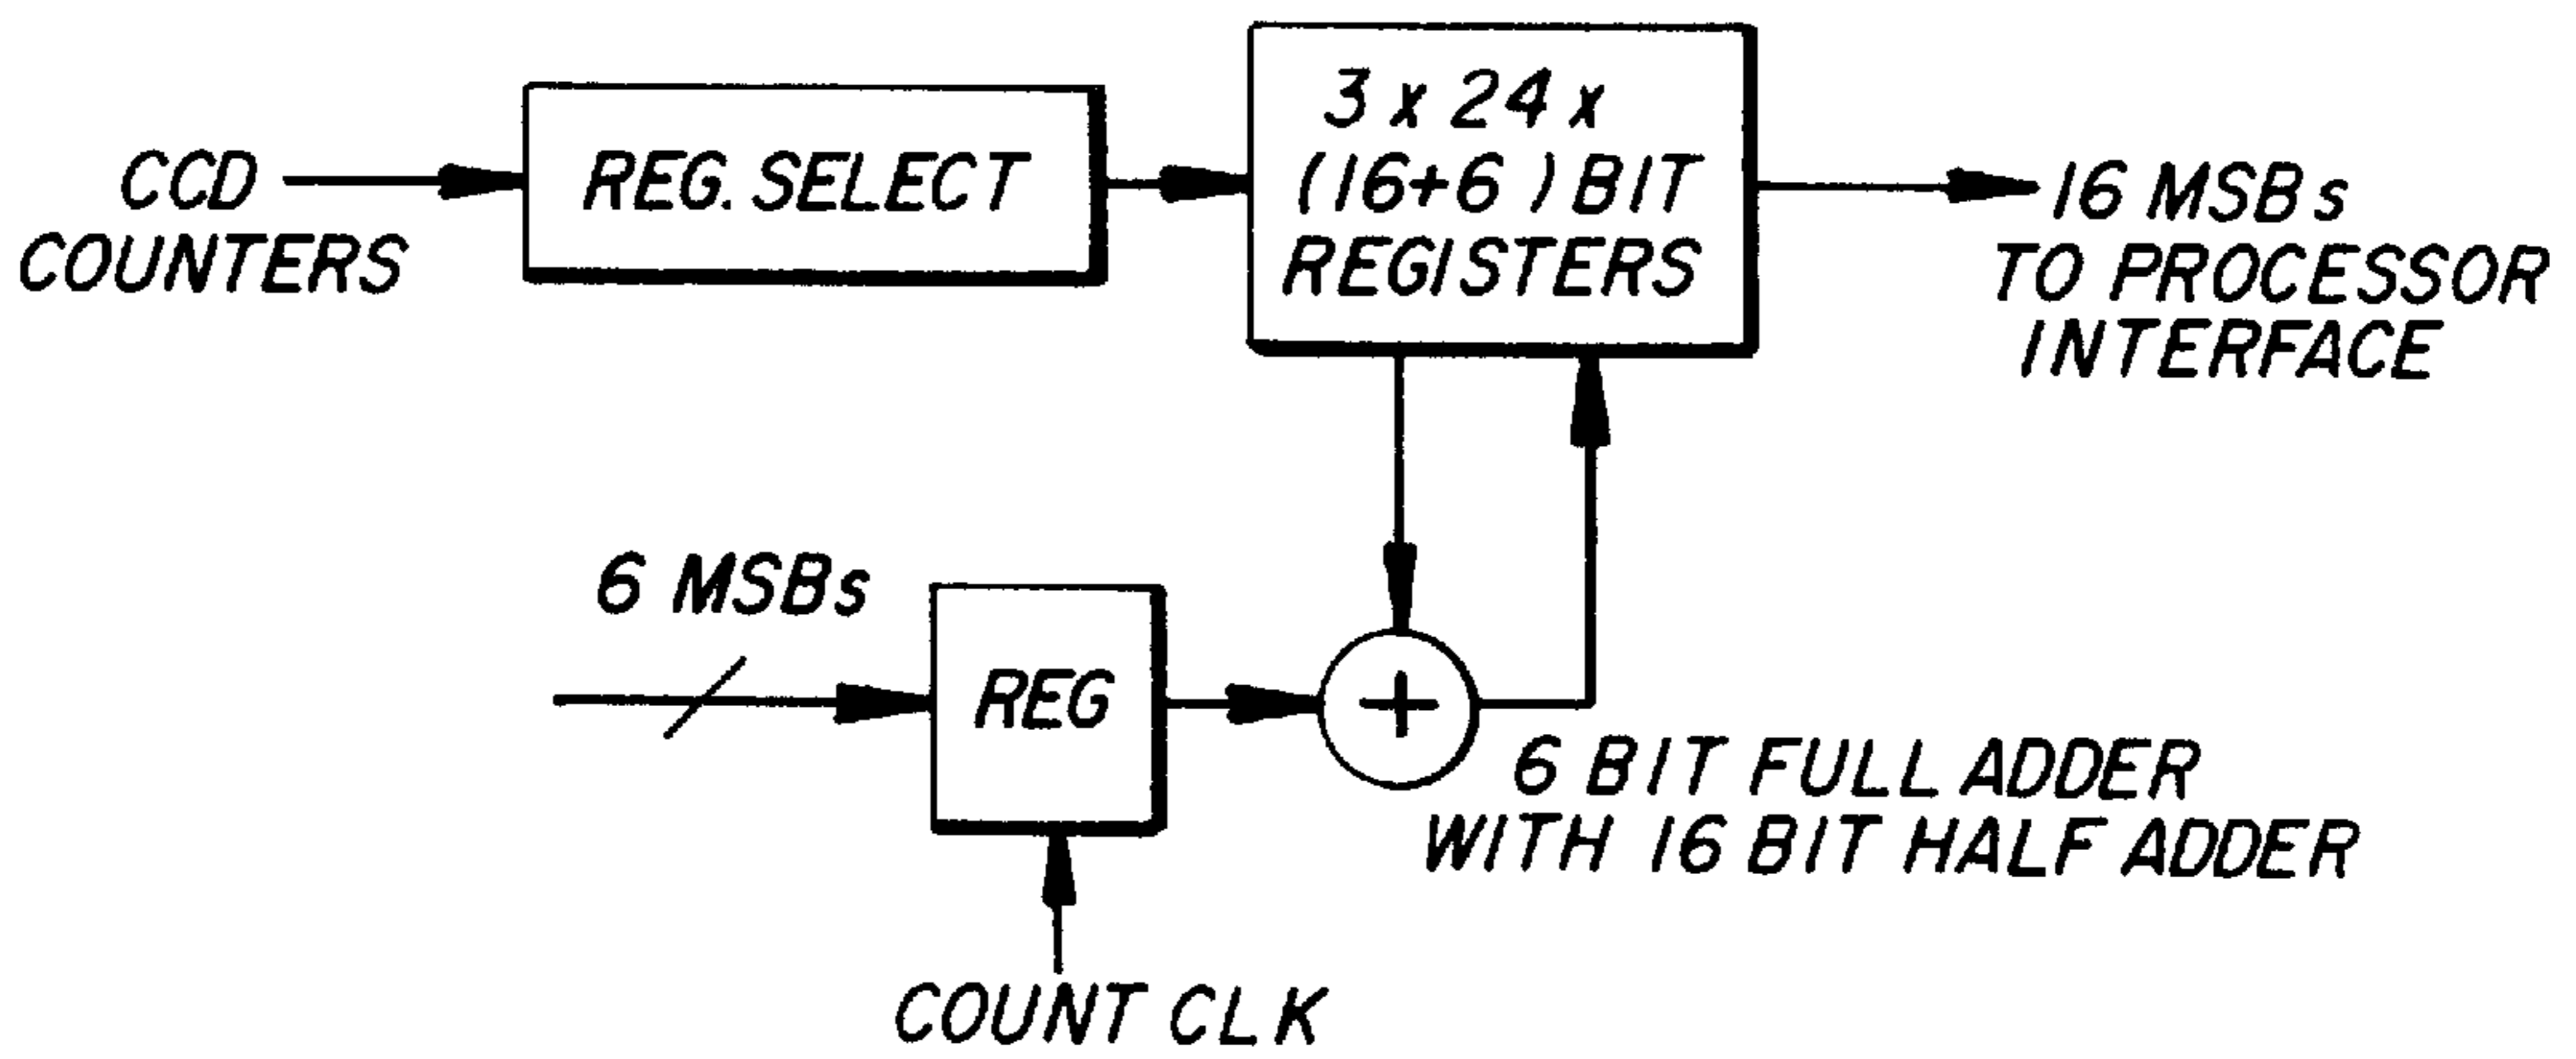 CCD
COUNTERS
REG. SELECT
3 x 24 x
(16+6) BIT
REGISTERS
16 MSBs
TO PROCESSOR
INTERFACE
6 MSBs
REG
+
6 BIT FULL ADDER
WITH 16 BIT HALF ADDER
COUNT CLK